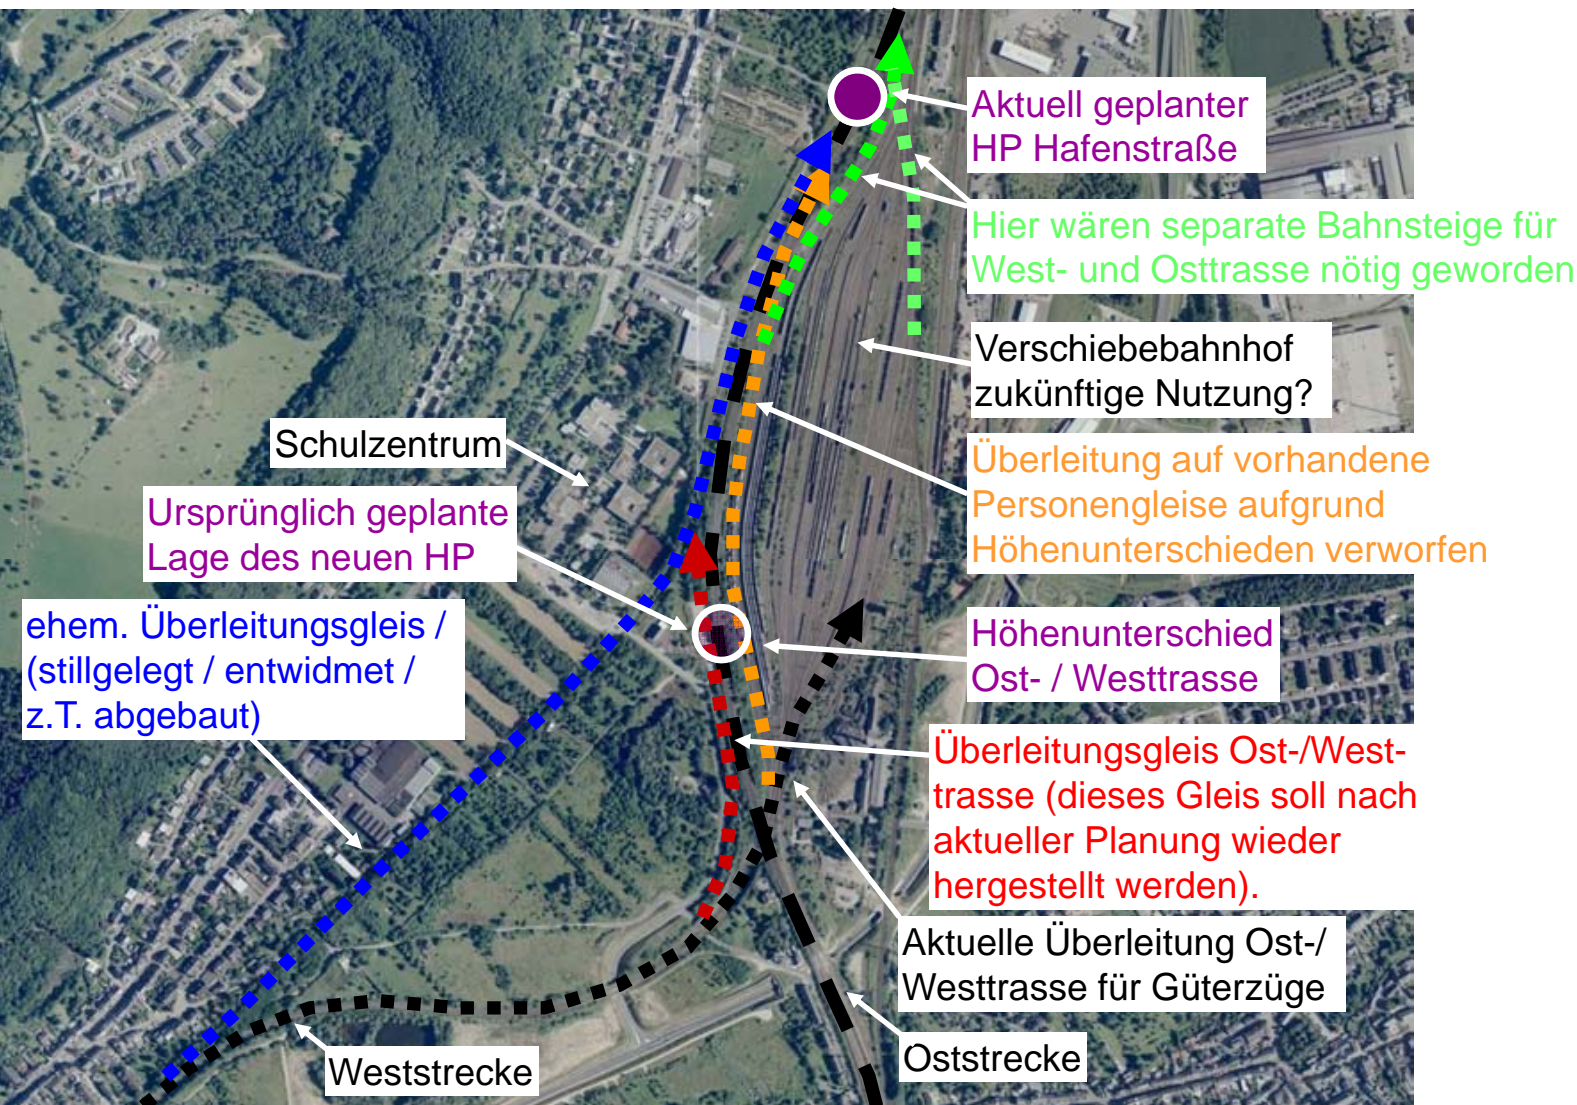 Aktuell geplanter
HP Hafenstraße
Hier wären separate Bahnsteige für
West- und Osttrasse nötig geworden
Verschiebebahnhof
zukünftige Nutzung?
Schulzentrum
Überleitung auf vorhandene
Personengleise aufgrund
Höhenunterschieden verworfen
Ursprünglich geplante
Lage des neuen HP
ehem. Überleitungsgleis /
(stillgelegt / entwidmet /
z.T. abgebaut)
Höhenunterschied
Ost- / Westtrasse
Überleitungsgleis Ost-/West-
trasse (dieses Gleis soll nach
aktueller Planung wieder
hergestellt werden).
Aktuelle Überleitung Ost-/
Westtrasse für Güterzüge
Weststrecke
Oststrecke